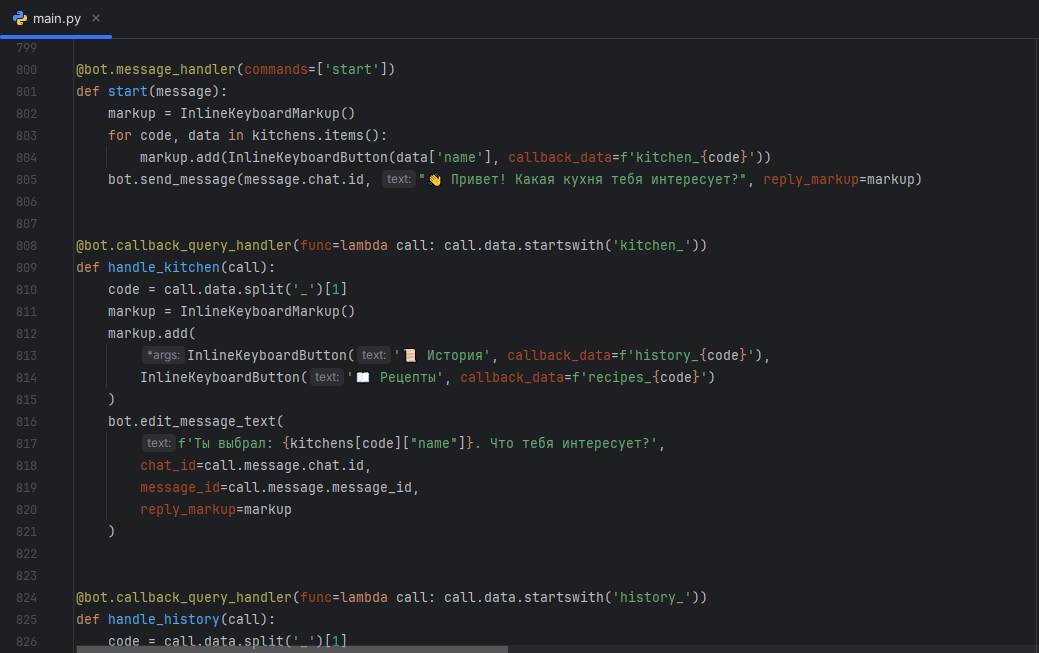 main.py ×
799
800 @bot.message_handler(commands=['start'])
801 def start(message):
802     markup = InlineKeyboardMarkup()
803     for code, data in kitchens.items():
804         markup.add(InlineKeyboardButton(data['name'], callback_data=f'kitchen_{code}'))
805     bot.send_message(message.chat.id, text: "👋 Привет! Какая кухня тебя интересует?", reply_markup=markup)
806
807
808 @bot.callback_query_handler(func=lambda call: call.data.startswith('kitchen_'))
809 def handle_kitchen(call):
810     code = call.data.split('_')[1]
811     markup = InlineKeyboardMarkup()
812     markup.add(
813         *args: InlineKeyboardButton( text: '📜 История', callback_data=f'history_{code}'),
814         InlineKeyboardButton( text: '📖 Рецепты', callback_data=f'recipes_{code}')
815     )
816     bot.edit_message_text(
817         text: f'Ты выбрал: {kitchens[code]["name"]}. Что тебя интересует?',
818         chat_id=call.message.chat.id,
819         message_id=call.message.message_id,
820         reply_markup=markup
821     )
822
823
824 @bot.callback_query_handler(func=lambda call: call.data.startswith('history_'))
825 def handle_history(call):
826     code = call.data.split('_')[1]